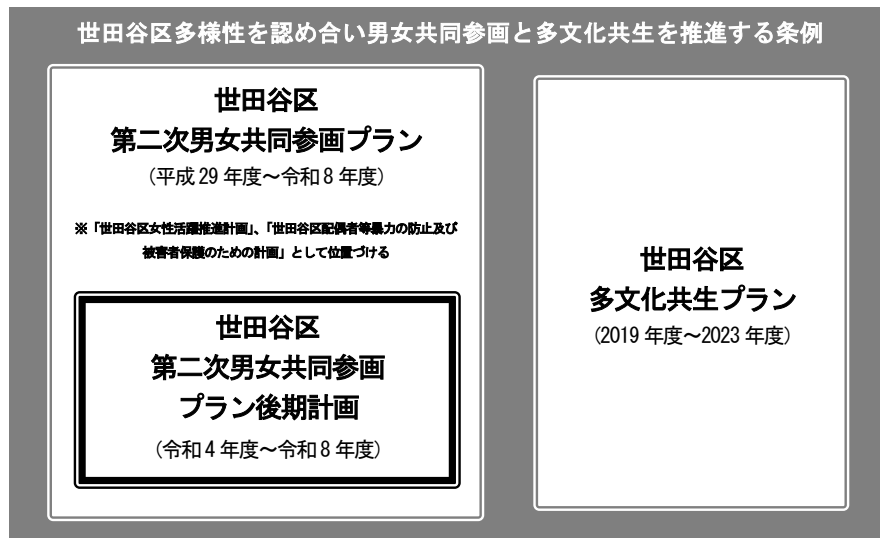 世田谷区多様性を認め合い男女共同参画と多文化共生を推進する条例
世田谷区
第二次男女共同参画プラン
（平成29年度～令和8年度）
※「世田谷区女性活躍推進計画」、「世田谷区配偶者等暴力の防止及び
被害者保護のための計画」として位置づける
世田谷区
第二次男女共同参画
プラン後期計画
（令和4年度～令和8年度）
世田谷区
多文化共生プラン
（2019年度～2023年度）